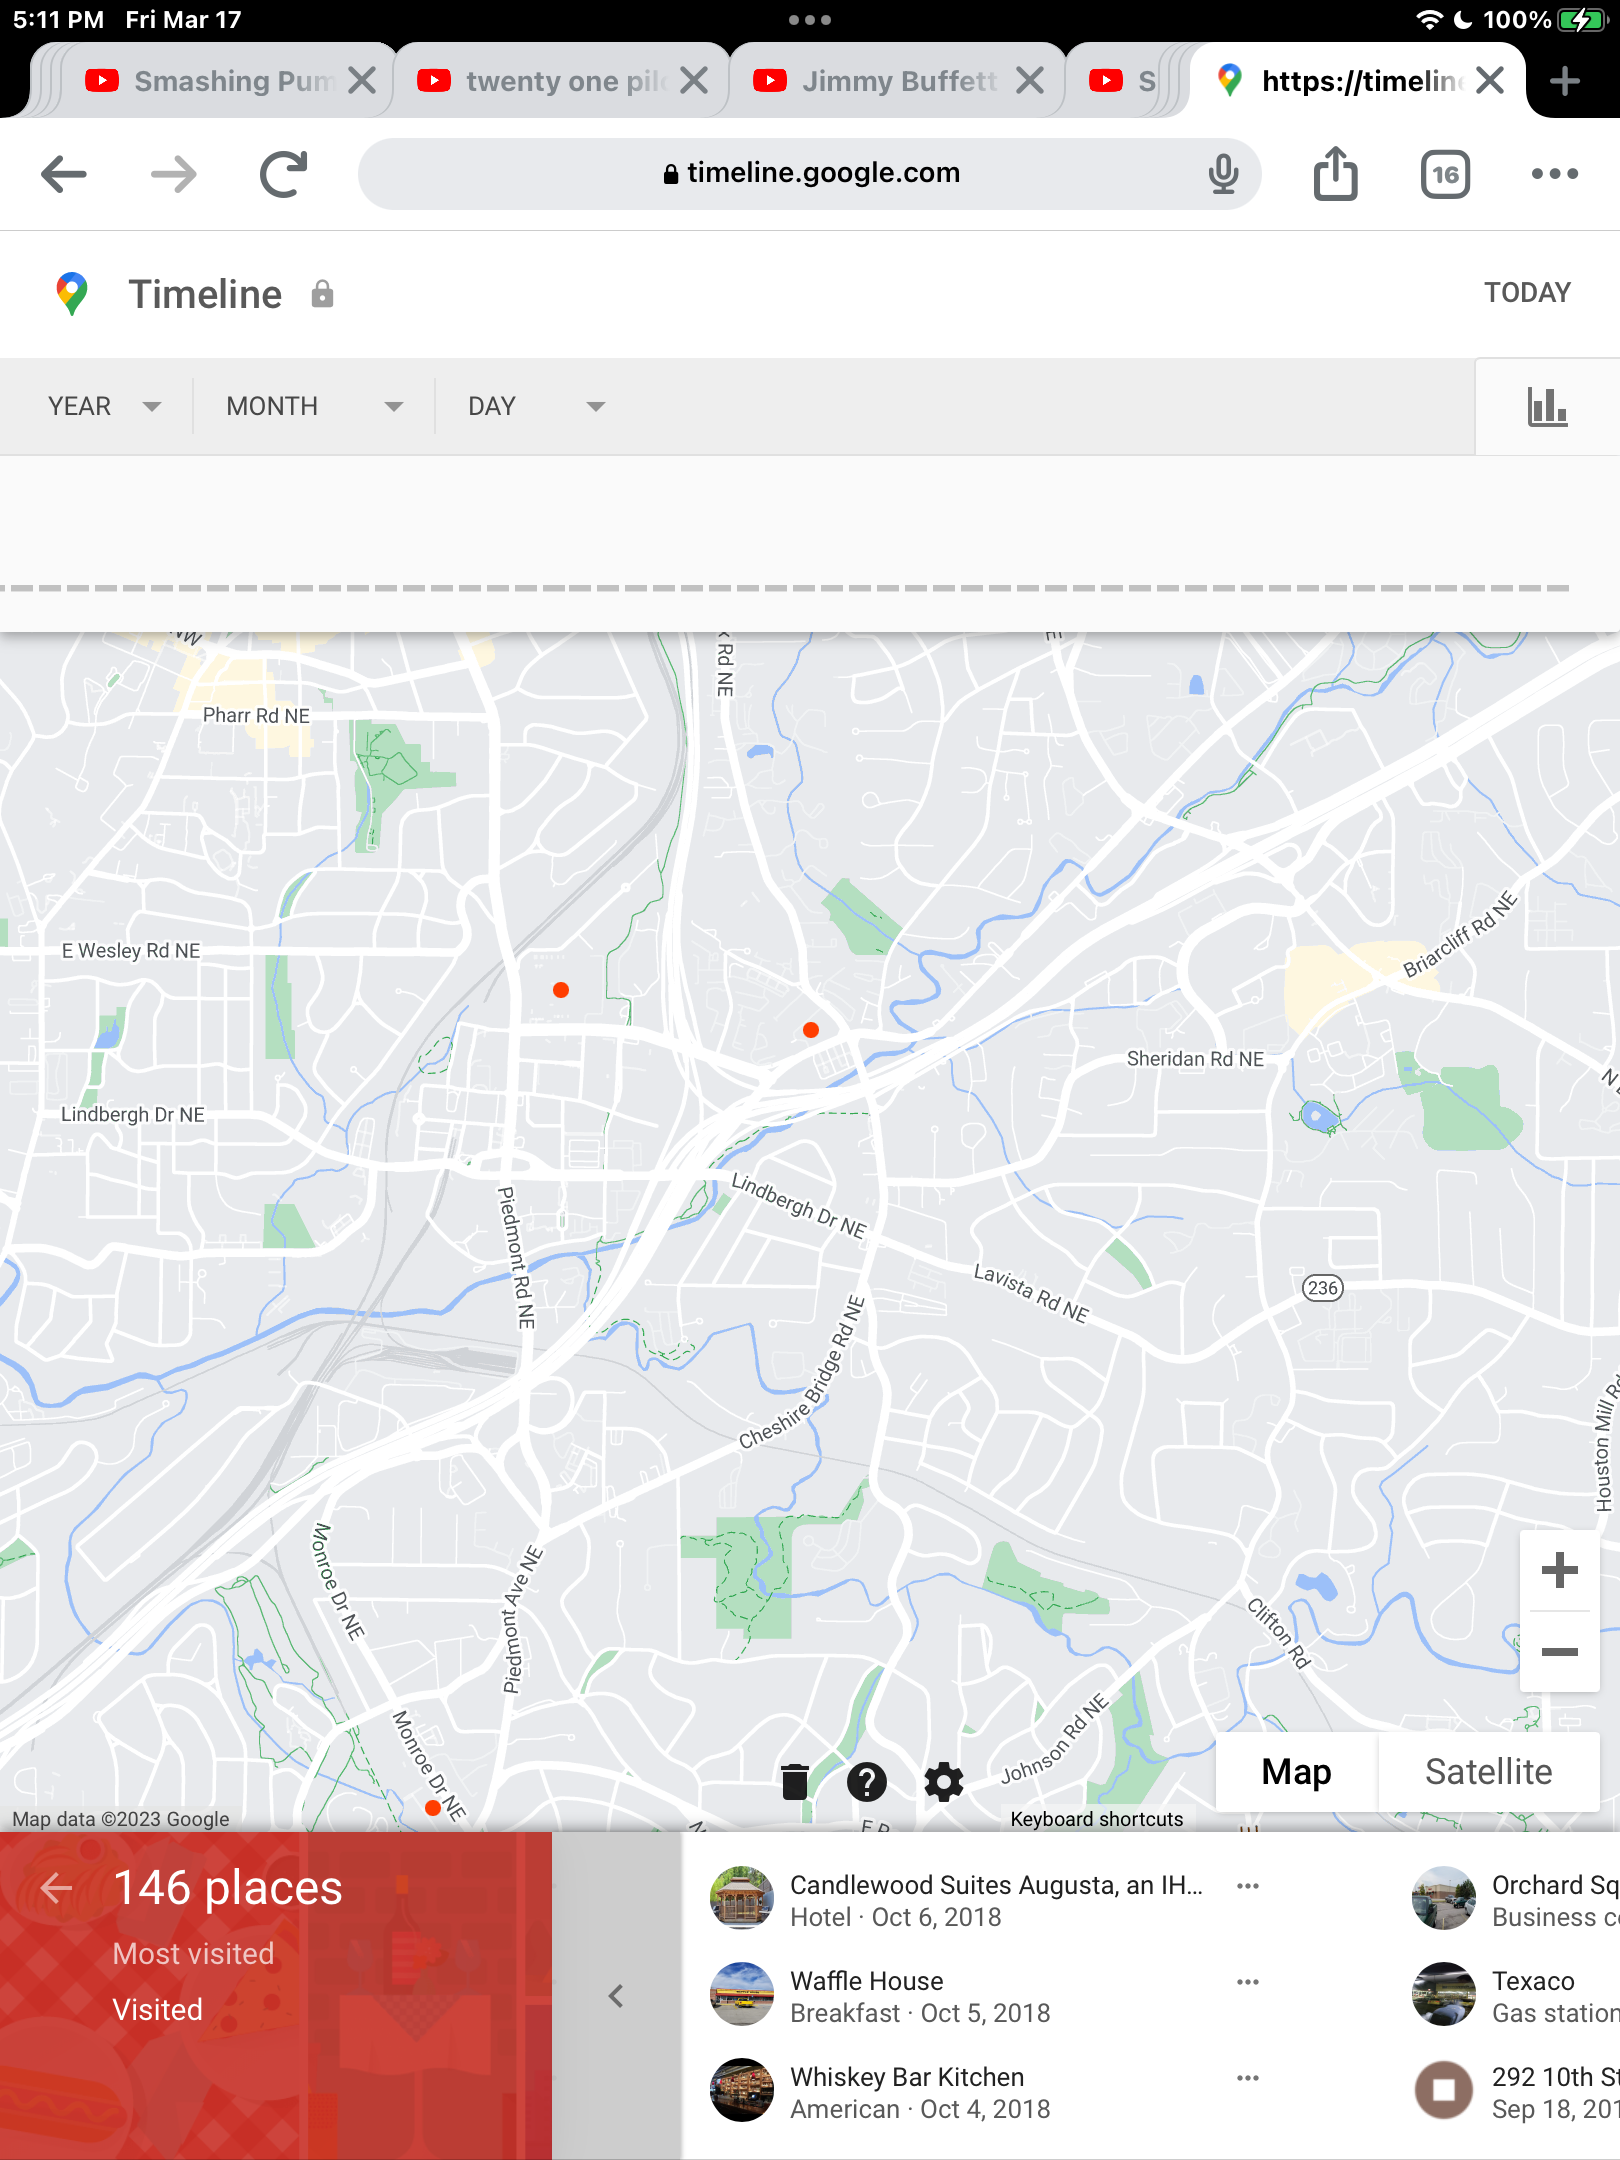 5:11 PM Fri Mar 17
100%
Smashing Pum
twenty one pil
Jimmy Buffett
S
https://timeline
timeline.google.com
16
Timeline
TODAY
YEAR
MONTH
DAY
NW
Rd NE
E
Pharr Rd NE
E Wesley Rd NE
Briarcliff Rd NE
Sheridan Rd NE
Lindbergh Dr NE
Lindbergh Dr NE
Piedmont Rd NE
Lavista Rd NE
236
Cheshire Bridge Rd NE
Houston Mill Rd
Monroe Dr NE
Piedmont Ave NE
Clifton Rd
Monroe Dr NE
Johnson Rd NE
Map
Satellite
Map data ©2023 Google
Keyboard shortcuts
146 places
Most visited
Visited
Candlewood Suites Augusta, an IH...
Hotel · Oct 6, 2018
Waffle House
Breakfast · Oct 5, 2018
Whiskey Bar Kitchen
American · Oct 4, 2018
Orchard Sq
Business c
Texaco
Gas station
292 10th St
Sep 18, 201